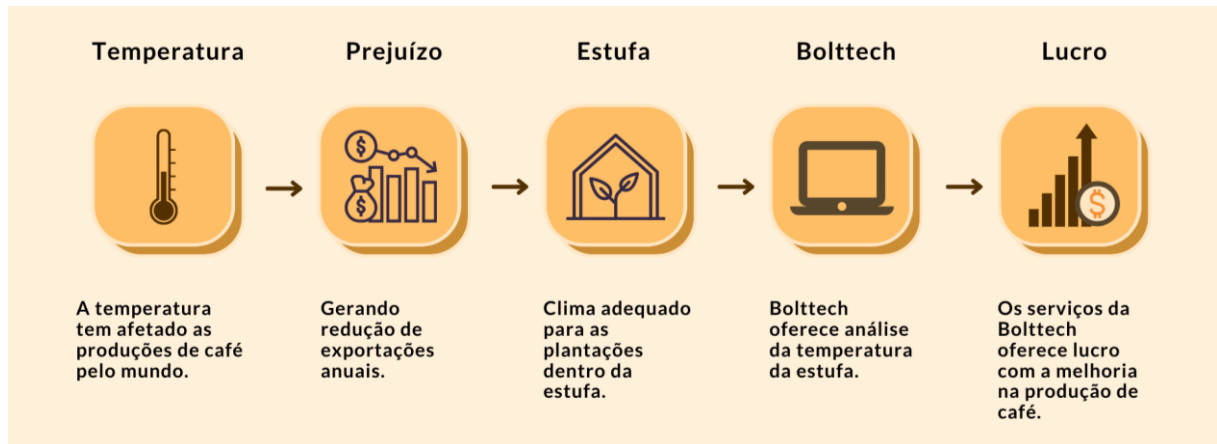 Temperatura
Prejuízo
Estufa
Bolttech
Lucro
A temperatura
tem afetado as
produções de café
pelo mundo.
Gerando
redução de
exportações
anuais.
Clima adequado
para as
plantações
dentro da
estufa.
Bolttech
oferece análise
da temperatura
da estufa.
Os serviços da
Bolttech
oferece lucro
com a melhoria
na produção de
café.